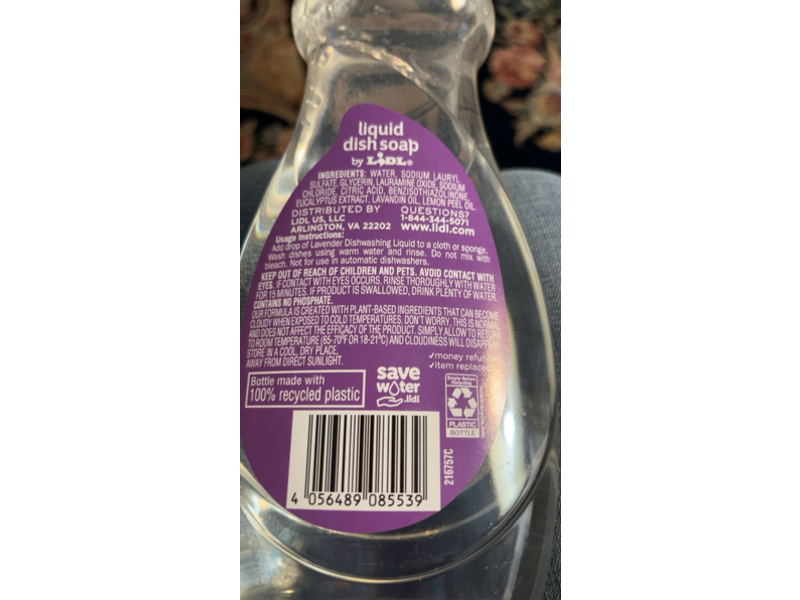 liquid
dish soap
by LiDL®
INGREDIENTS: WATER, SODIUM LAURYL
SULFATE, GLYCERIN, LAURAMINE OXIDE, SODIUM
CHLORIDE, CITRIC ACID, BENZISOTHIAZOLINONE,
EUCALYPTUS EXTRACT, LAVANDIN OIL, LEMON PEEL OIL.
DISTRIBUTED BY
LIDL US, LLC
ARLINGTON, VA 22202
QUESTIONS?
1-844-344-5071
www.lidl.com
Usage Instructions:
Add drop of Lavender Dishwashing Liquid to a cloth or sponge.
Wash dishes using warm water and rinse. Do not mix with
bleach. Not for use in automatic dishwashers.
KEEP OUT OF REACH OF CHILDREN AND PETS. AVOID CONTACT WITH
EYES. IF CONTACT WITH EYES OCCURS, RINSE THOROUGHLY WITH WATER
FOR 15 MINUTES. IF PRODUCT IS SWALLOWED, DRINK PLENTY OF WATER.
CONTAINS NO PHOSPHATE.
OUR FORMULA IS CREATED WITH PLANT-BASED INGREDIENTS THAT CAN BECOME
CLOUDY WHEN EXPOSED TO COLD TEMPERATURES. DON'T WORRY, THIS IS NORMAL
AND DOES NOT AFFECT THE EFFICACY OF THE PRODUCT. SIMPLY ALLOW TO RETURN
TO ROOM TEMPERATURE (65-70°F OR 18-21°C) AND CLOUDINESS WILL DISAPPEAR
STORE IN A COOL, DRY PLACE,
AWAY FROM DIRECT SUNLIGHT.
✓money refun
✓item replace
Bottle made with
100% recycled plastic
save
water
.lidl
PLASTIC
BOTTLE
216757C
4 056489 085539